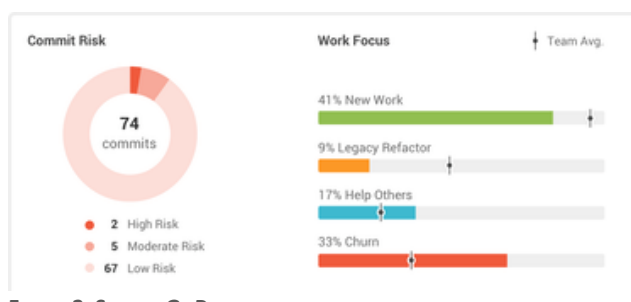 Commit Risk
74
commits
2 High Risk
5 Moderate Risk
67 Low Risk
Work Focus
Team Avg.
41% New Work
9% Legacy Refactor
17% Help Others
33% Churn